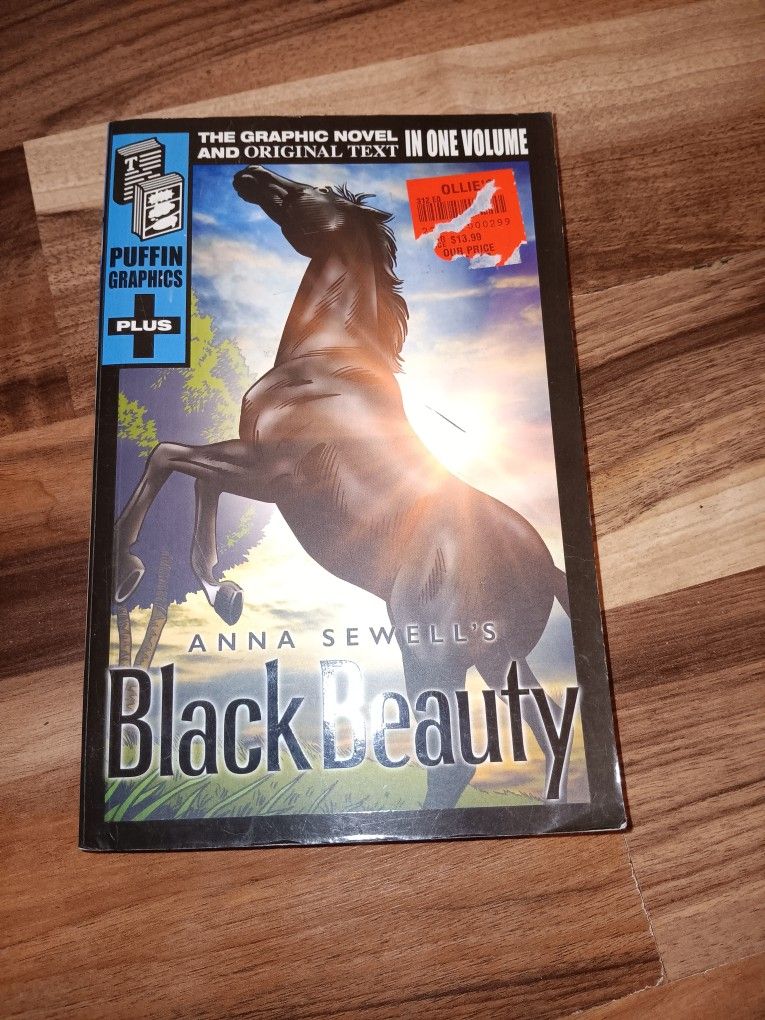 THE GRAPHIC NOVEL
AND ORIGINAL TEXT IN ONE VOLUME
T
PUFFIN
GRAPHICS
PLUS
OLLIE'S
$13.99
OUR PRICE
ANNA SEWELL'S
Black Beauty